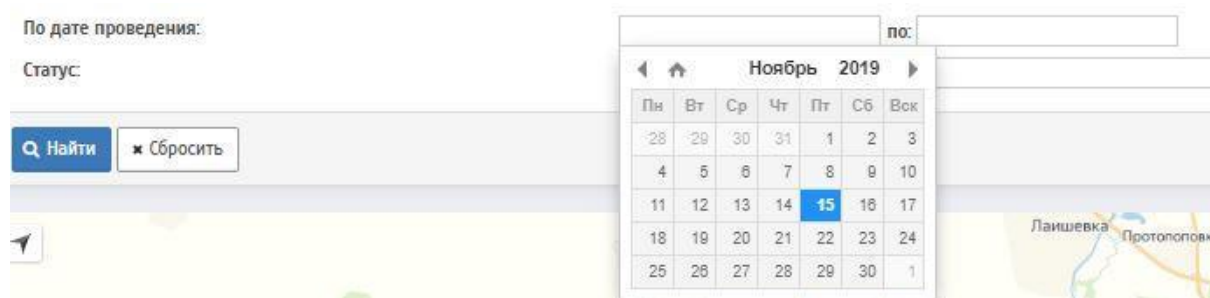 По дате проведения:
по:
Статус:
Ноябрь 2019
Пн Вт Ср Чт Пт Сб Вск
28 29 30 31 1 2 3
4 5 6 7 8 9 10
11 12 13 14 15 16 17
18 19 20 21 22 23 24
25 26 27 28 29 30 1
Найти
× Сбросить
Лаишевка